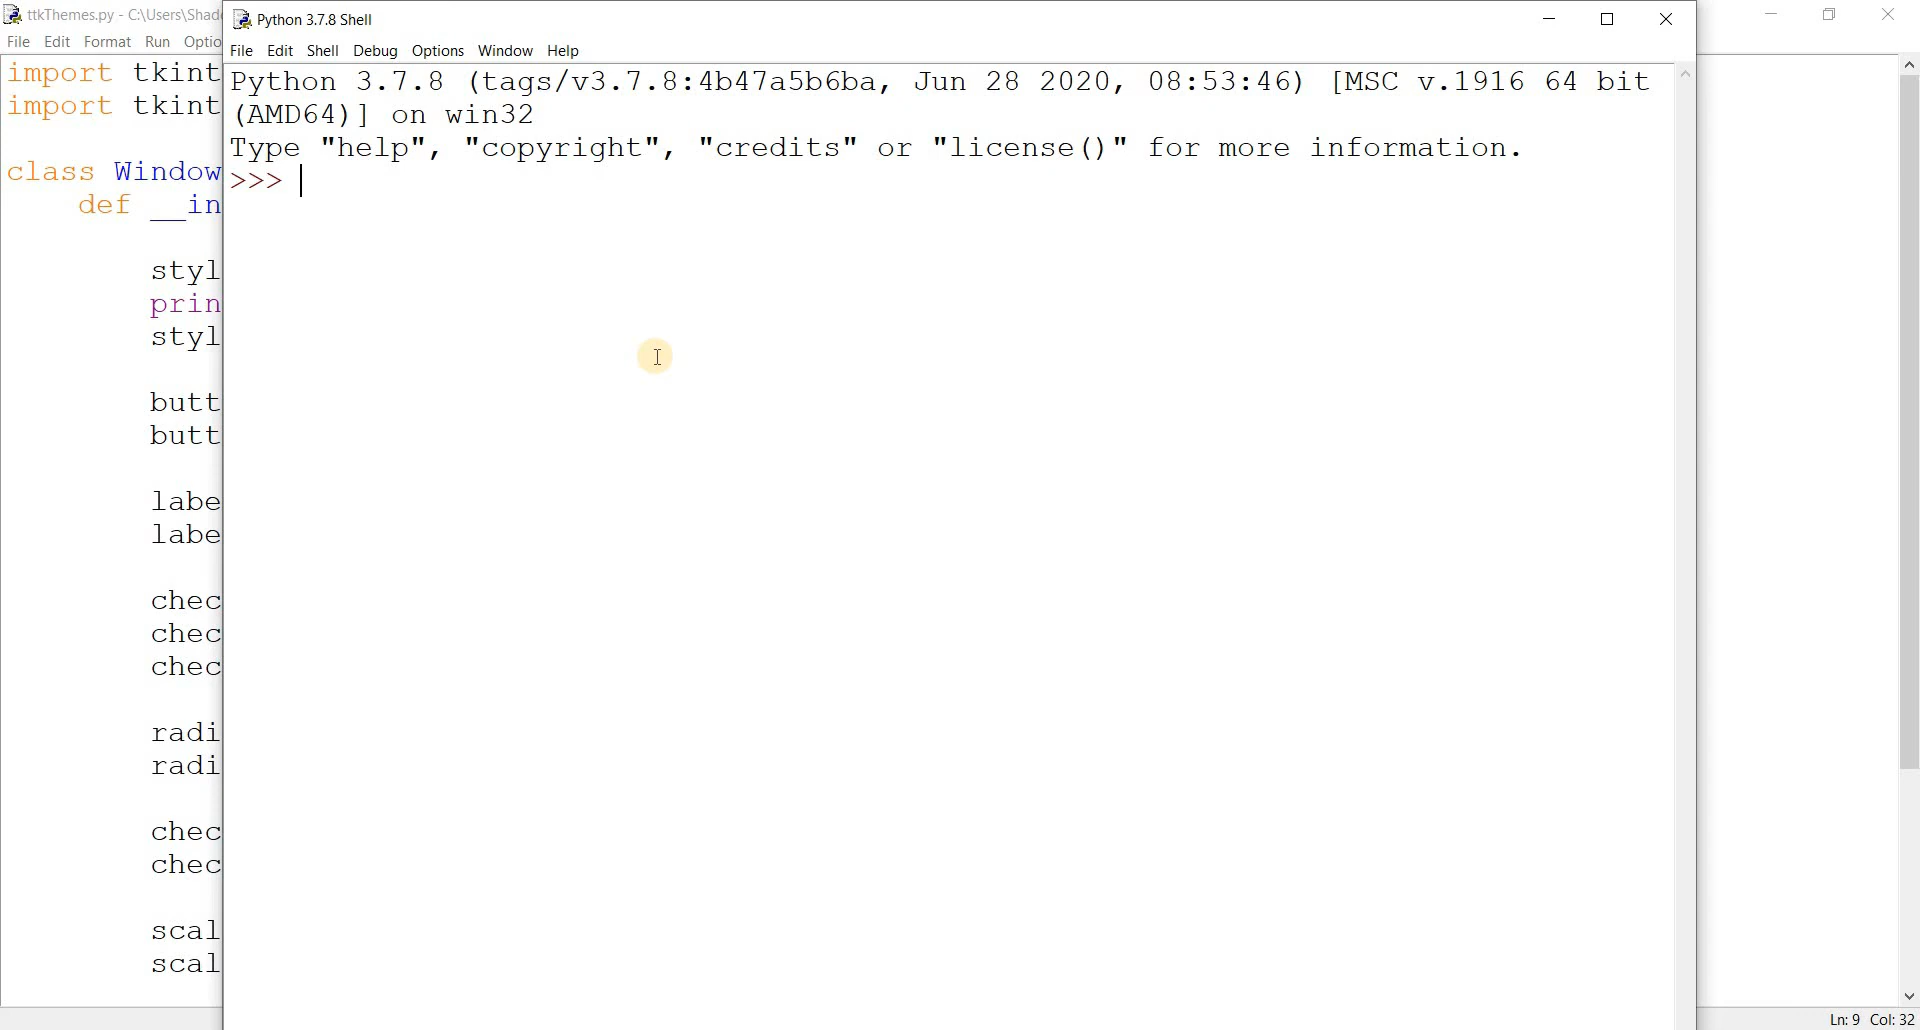 ttkThemes.py - C:\Users\Shad
File Edit Format Run Optio
import tkint
import tkint
class Window
def __in
styl
prin
styl
butt
butt
labe
labe
chec
chec
chec
radi
radi
chec
chec
scal
scal
Python 3.7.8 Shell
File Edit Shell Debug Options Window Help
Python 3.7.8 (tags/v3.7.8:4b47a5b6ba, Jun 28 2020, 08:53:46) [MSC v.1916 64 bit
(AMD64)] on win32
Type "help", "copyright", "credits" or "license()" for more information.
>>>
Ln: 9 Col: 32